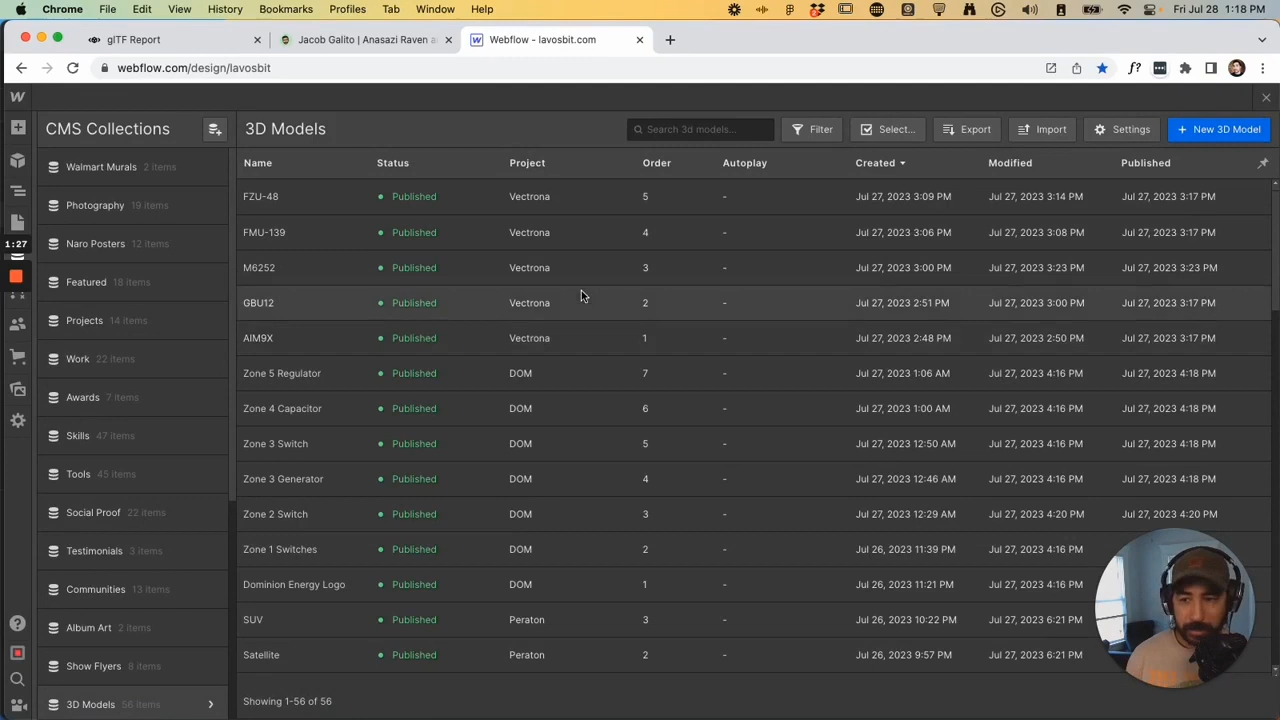 Chrome File Edit View History Bookmarks Profiles Tab Window Help Fri Jul 28 1:18 PM
glTF Report Jacob Galito | Anasazi Raven a Webflow - lavosbit.com
webflow.com/design/lavosbit f?
CMS Collections 3D Models Search 3d models... Filter Select... Export Import Settings + New 3D Model
Name Status Project Order Autoplay Created Modified Published
Walmart Murals 2 items
FZU-48 Published Vectrona 5 - Jul 27, 2023 3:09 PM Jul 27, 2023 3:14 PM Jul 27, 2023 3:17 PM
Photography 19 items
FMU-139 Published Vectrona 4 - Jul 27, 2023 3:06 PM Jul 27, 2023 3:08 PM Jul 27, 2023 3:17 PM
1:27 Naro Posters 12 items
M6252 Published Vectrona 3 - Jul 27, 2023 3:00 PM Jul 27, 2023 3:23 PM Jul 27, 2023 3:23 PM
Featured 18 items
GBU12 Published Vectrona 2 - Jul 27, 2023 2:51 PM Jul 27, 2023 3:00 PM Jul 27, 2023 3:17 PM
Projects 14 items
AIM9X Published Vectrona 1 - Jul 27, 2023 2:48 PM Jul 27, 2023 2:50 PM Jul 27, 2023 3:17 PM
Work 22 items
Zone 5 Regulator Published DOM 7 - Jul 27, 2023 1:06 AM Jul 27, 2023 4:16 PM Jul 27, 2023 4:18 PM
Awards 7 items
Zone 4 Capacitor Published DOM 6 - Jul 27, 2023 1:00 AM Jul 27, 2023 4:16 PM Jul 27, 2023 4:18 PM
Skills 47 items
Zone 3 Switch Published DOM 5 - Jul 27, 2023 12:50 AM Jul 27, 2023 4:16 PM Jul 27, 2023 4:18 PM
Tools 45 items
Zone 3 Generator Published DOM 4 - Jul 27, 2023 12:46 AM Jul 27, 2023 4:16 PM Jul 27, 2023 4:18 PM
Social Proof 22 items
Zone 2 Switch Published DOM 3 - Jul 27, 2023 12:29 AM Jul 27, 2023 4:20 PM Jul 27, 2023 4:20 PM
Testimonials 3 items
Zone 1 Switches Published DOM 2 - Jul 26, 2023 11:39 PM Jul 27, 2023 4:16 PM
Communities 13 items
Dominion Energy Logo Published DOM 1 - Jul 26, 2023 11:21 PM Jul 27, 2023 4:16 PM
Album Art 2 items
SUV Published Peraton 3 - Jul 26, 2023 10:22 PM Jul 27, 2023 6:21 PM
Show Flyers 8 items
Satellite Published Peraton 2 - Jul 26, 2023 9:57 PM Jul 27, 2023 6:21 PM
3D Models 56 items
Showing 1-56 of 56